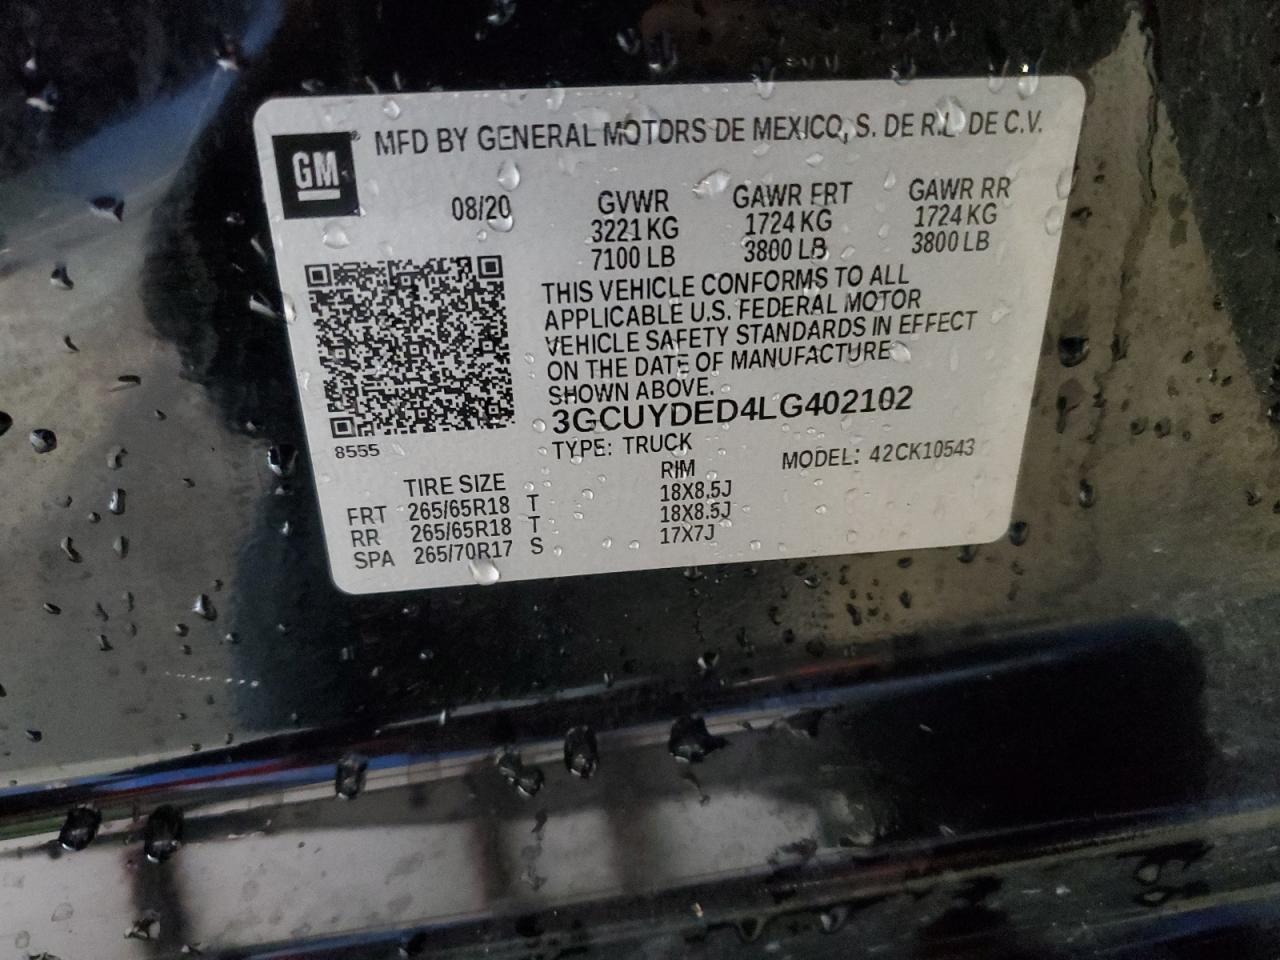 GM
MFD BY GENERAL MOTORS DE MEXICO, S. DE R.L. DE C.V.
08/20 GVWR GAWR FRT GAWR RR
3221 KG 1724 KG 1724 KG
7100 LB 3800 LB 3800 LB
THIS VEHICLE CONFORMS TO ALL
APPLICABLE U.S. FEDERAL MOTOR
VEHICLE SAFETY STANDARDS IN EFFECT
ON THE DATE OF MANUFACTURE
SHOWN ABOVE.
3GCUYDED4LG402102
8555
TYPE: TRUCK MODEL: 42CK10543
TIRE SIZE RIM
FRT 265/65R18 T 18X8.5J
RR 265/65R18 T 18X8.5J
SPA 265/70R17 S 17X7J